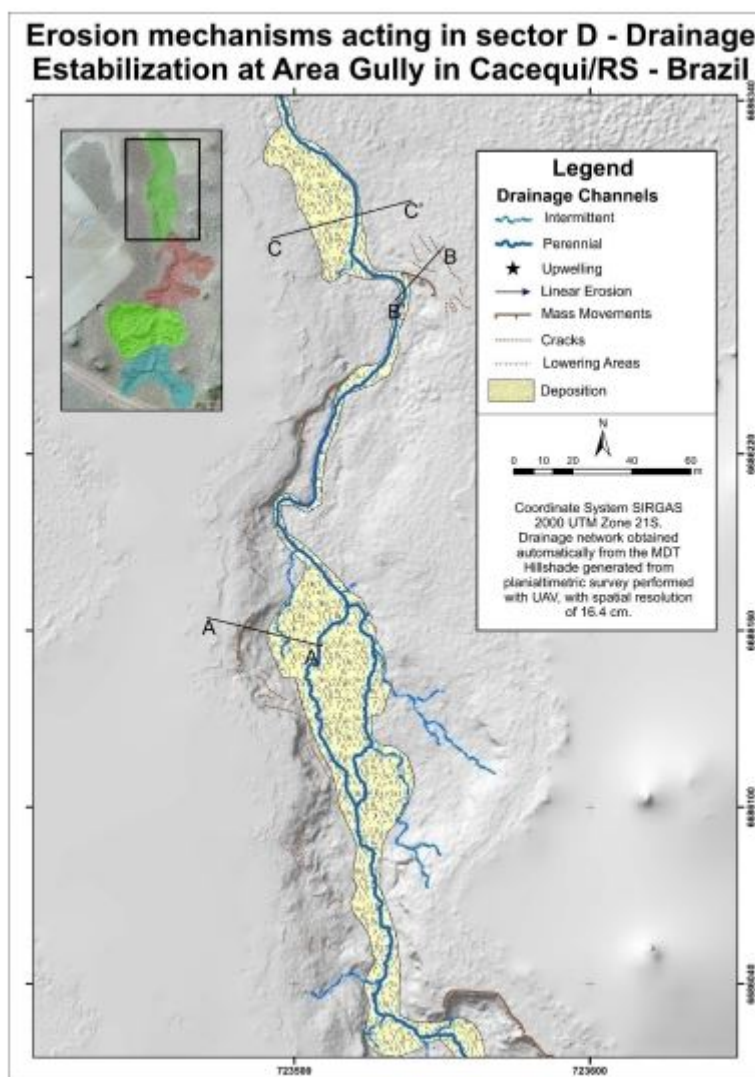 Erosion mechanisms acting in sector D - Drainage
Estabilization at Area Gully in Cacequi/RS - Brazil
Legend
Drainage Channels
Intermittent
Perennial
Upwelling
Linear Erosion
Mass Movements
Cracks
Lowering Areas
Deposition
N
0 10 20 40 60
m
Coordinate System SIRGAS
2000 UTM Zone 21S.
Drainage network obtained
automatically from the MDT
Hillshade generated from
planialtimetric survey performed
with UAV, with spatial resolution
of 16.4 cm.
C
C'
B
A
A'
6688100
6688040
723600